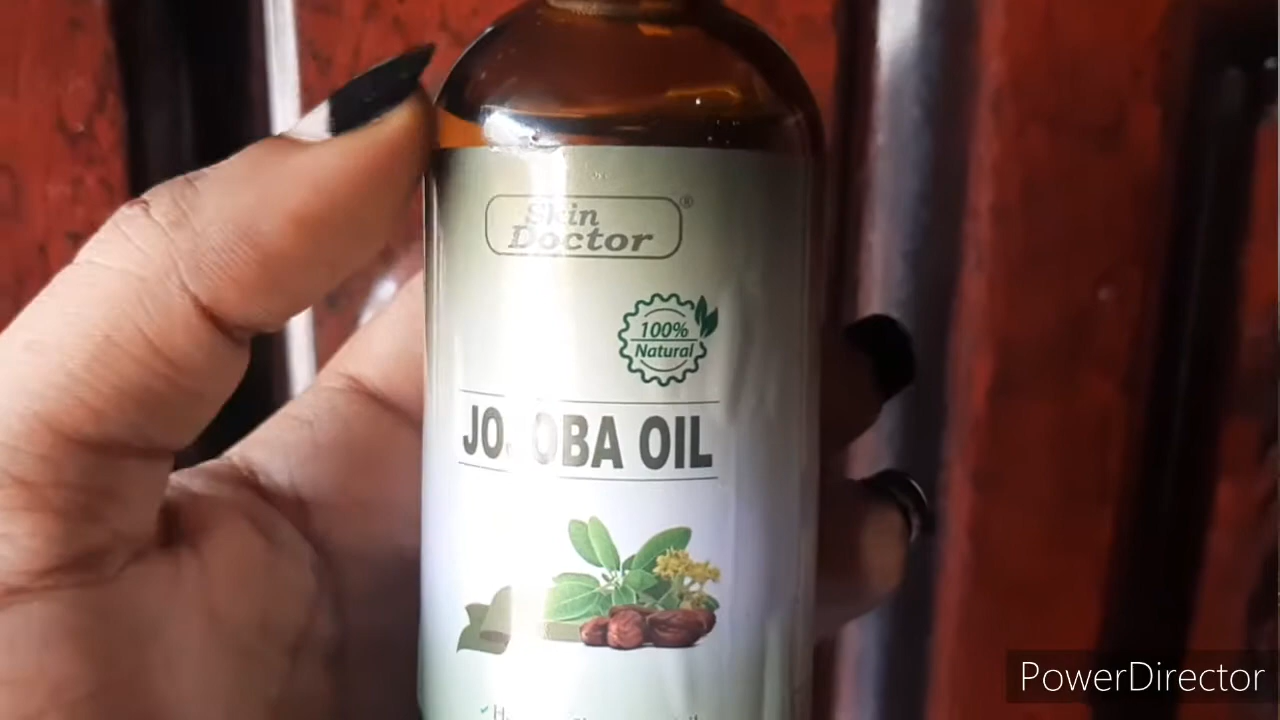 Skin
Doctor®
100%
Natural
JOJOBA OIL
PowerDirector